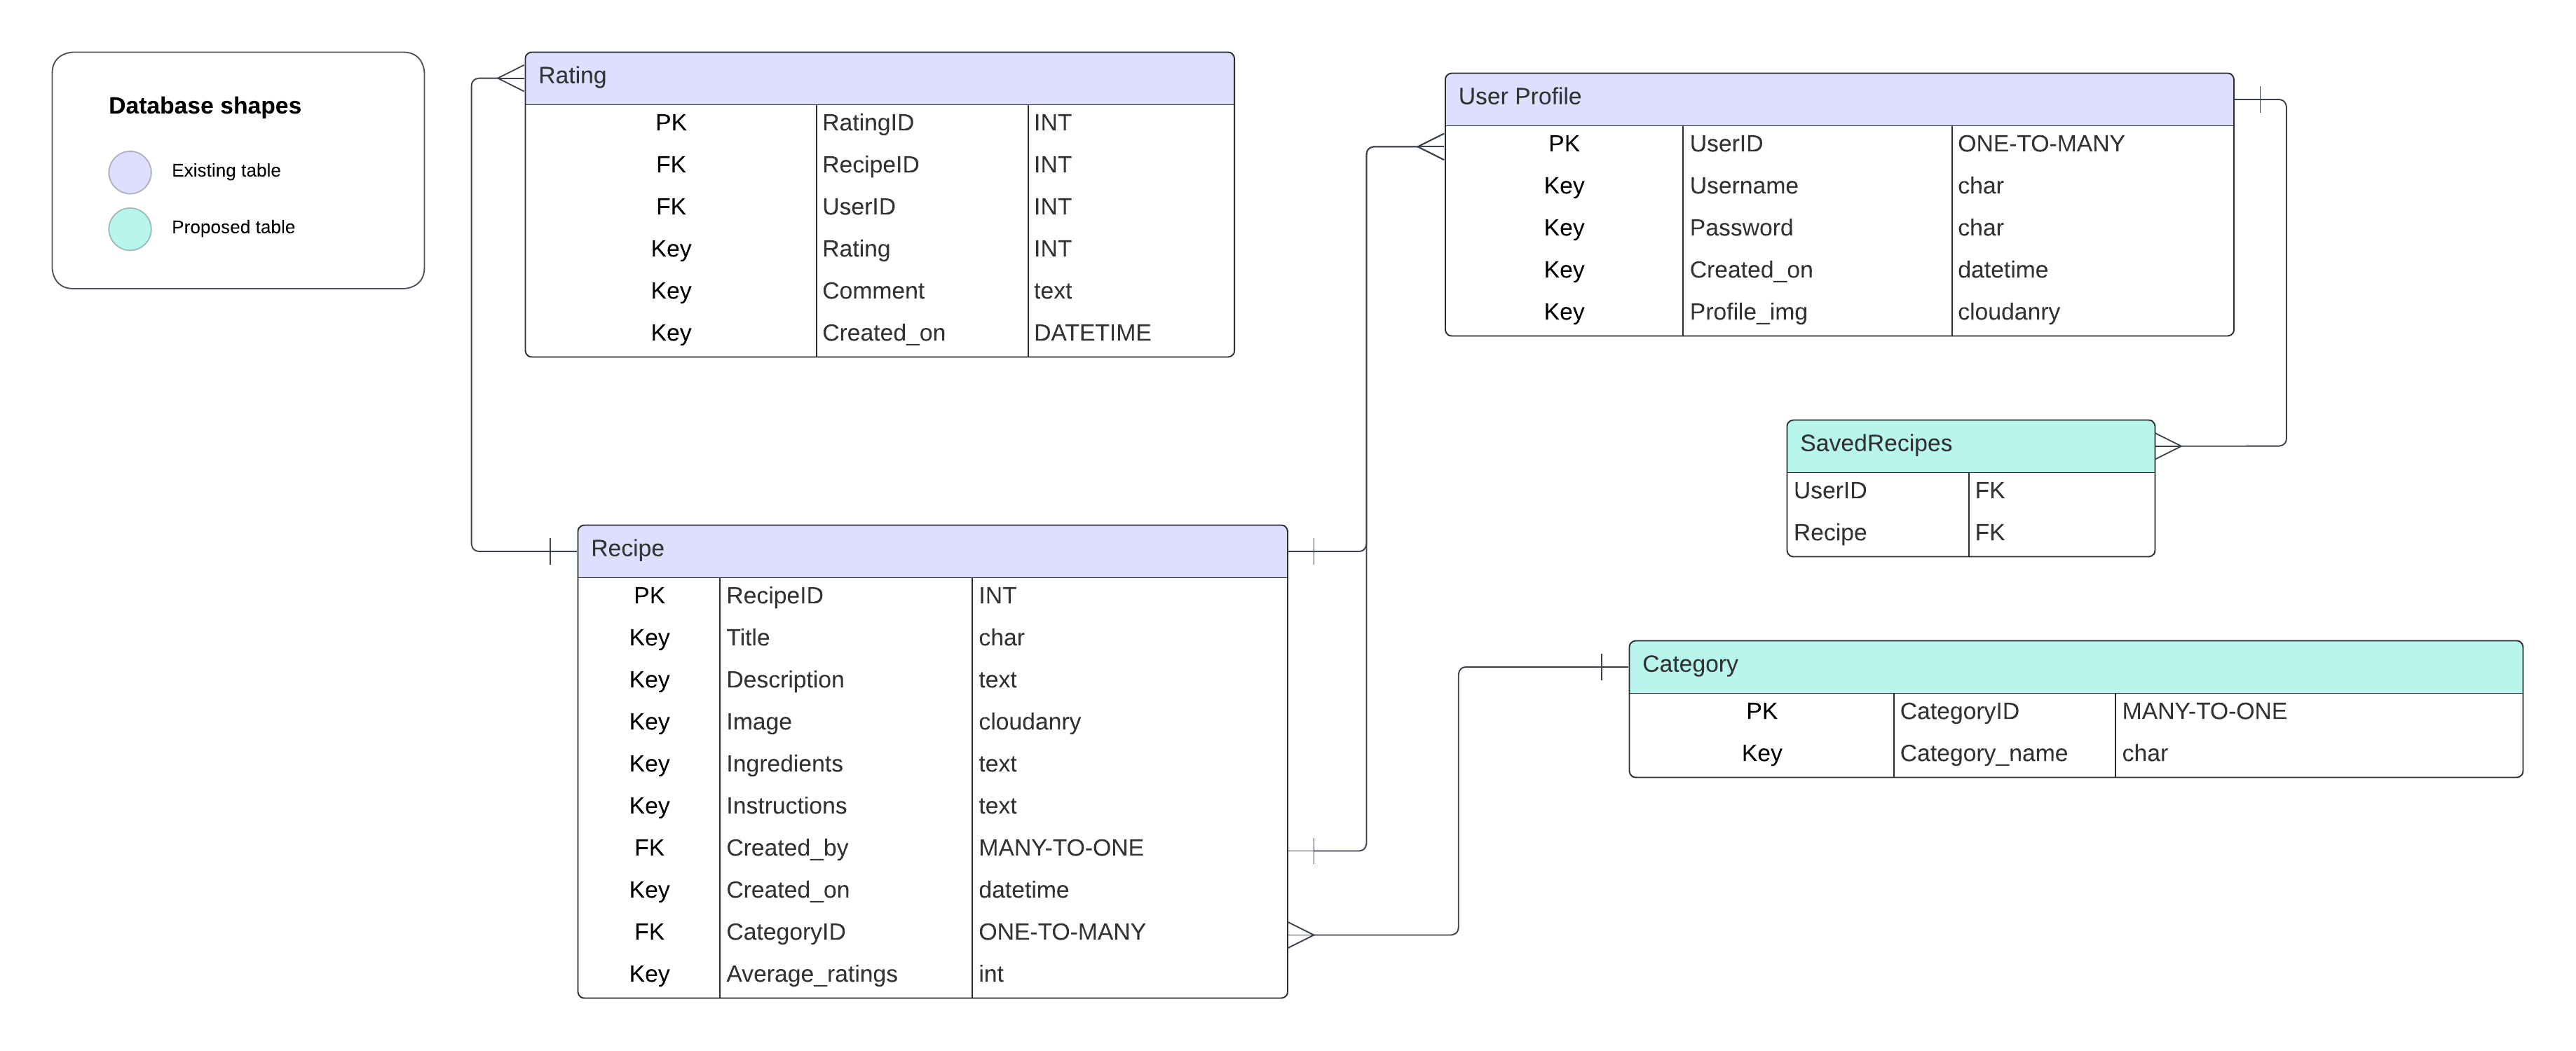 Database shapes
Existing table
Proposed table
Rating
PK RatingID INT
FK RecipeID INT
FK UserID INT
Key Rating INT
Key Comment text
Key Created_on DATETIME
User Profile
PK UserID ONE-TO-MANY
Key Username char
Key Password char
Key Created_on datetime
Key Profile_img cloudanry
SavedRecipes
UserID FK
Recipe FK
Recipe
PK RecipeID INT
Key Title char
Key Description text
Key Image cloudanry
Key Ingredients text
Key Instructions text
FK Created_by MANY-TO-ONE
Key Created_on datetime
FK CategoryID ONE-TO-MANY
Key Average_ratings int
Category
PK CategoryID MANY-TO-ONE
Key Category_name char